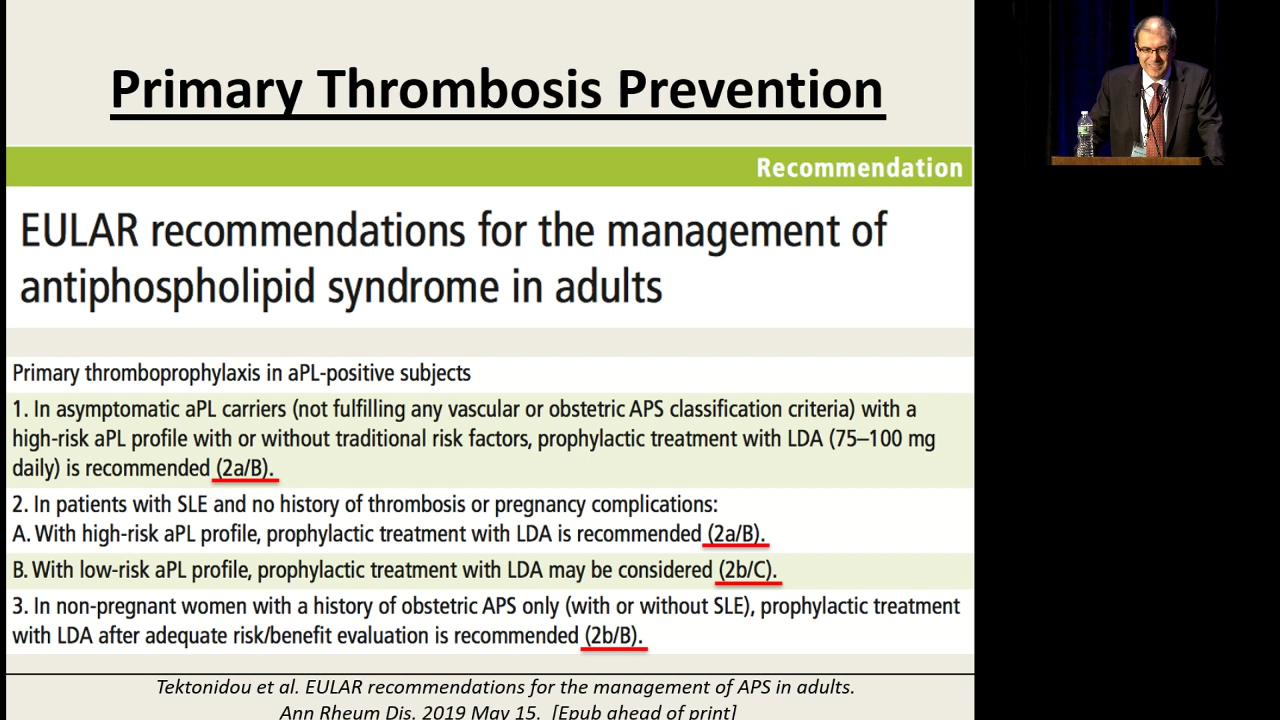 Primary Thrombosis Prevention
Recommendation
EULAR recommendations for the management of
antiphospholipid syndrome in adults
Primary thromboprophylaxis in aPL-positive subjects
1. In asymptomatic aPL carriers (not fulfilling any vascular or obstetric APS classification criteria) with a
high-risk aPL profile with or without traditional risk factors, prophylactic treatment with LDA (75–100 mg
daily) is recommended (2a/B).
2. In patients with SLE and no history of thrombosis or pregnancy complications:
A. With high-risk aPL profile, prophylactic treatment with LDA is recommended (2a/B).
B. With low-risk aPL profile, prophylactic treatment with LDA may be considered (2b/C).
3. In non-pregnant women with a history of obstetric APS only (with or without SLE), prophylactic treatment
with LDA after adequate risk/benefit evaluation is recommended (2b/B).
Tektonidou et al. EULAR recommendations for the management of APS in adults.
Ann Rheum Dis. 2019 May 15. [Epub ahead of print]